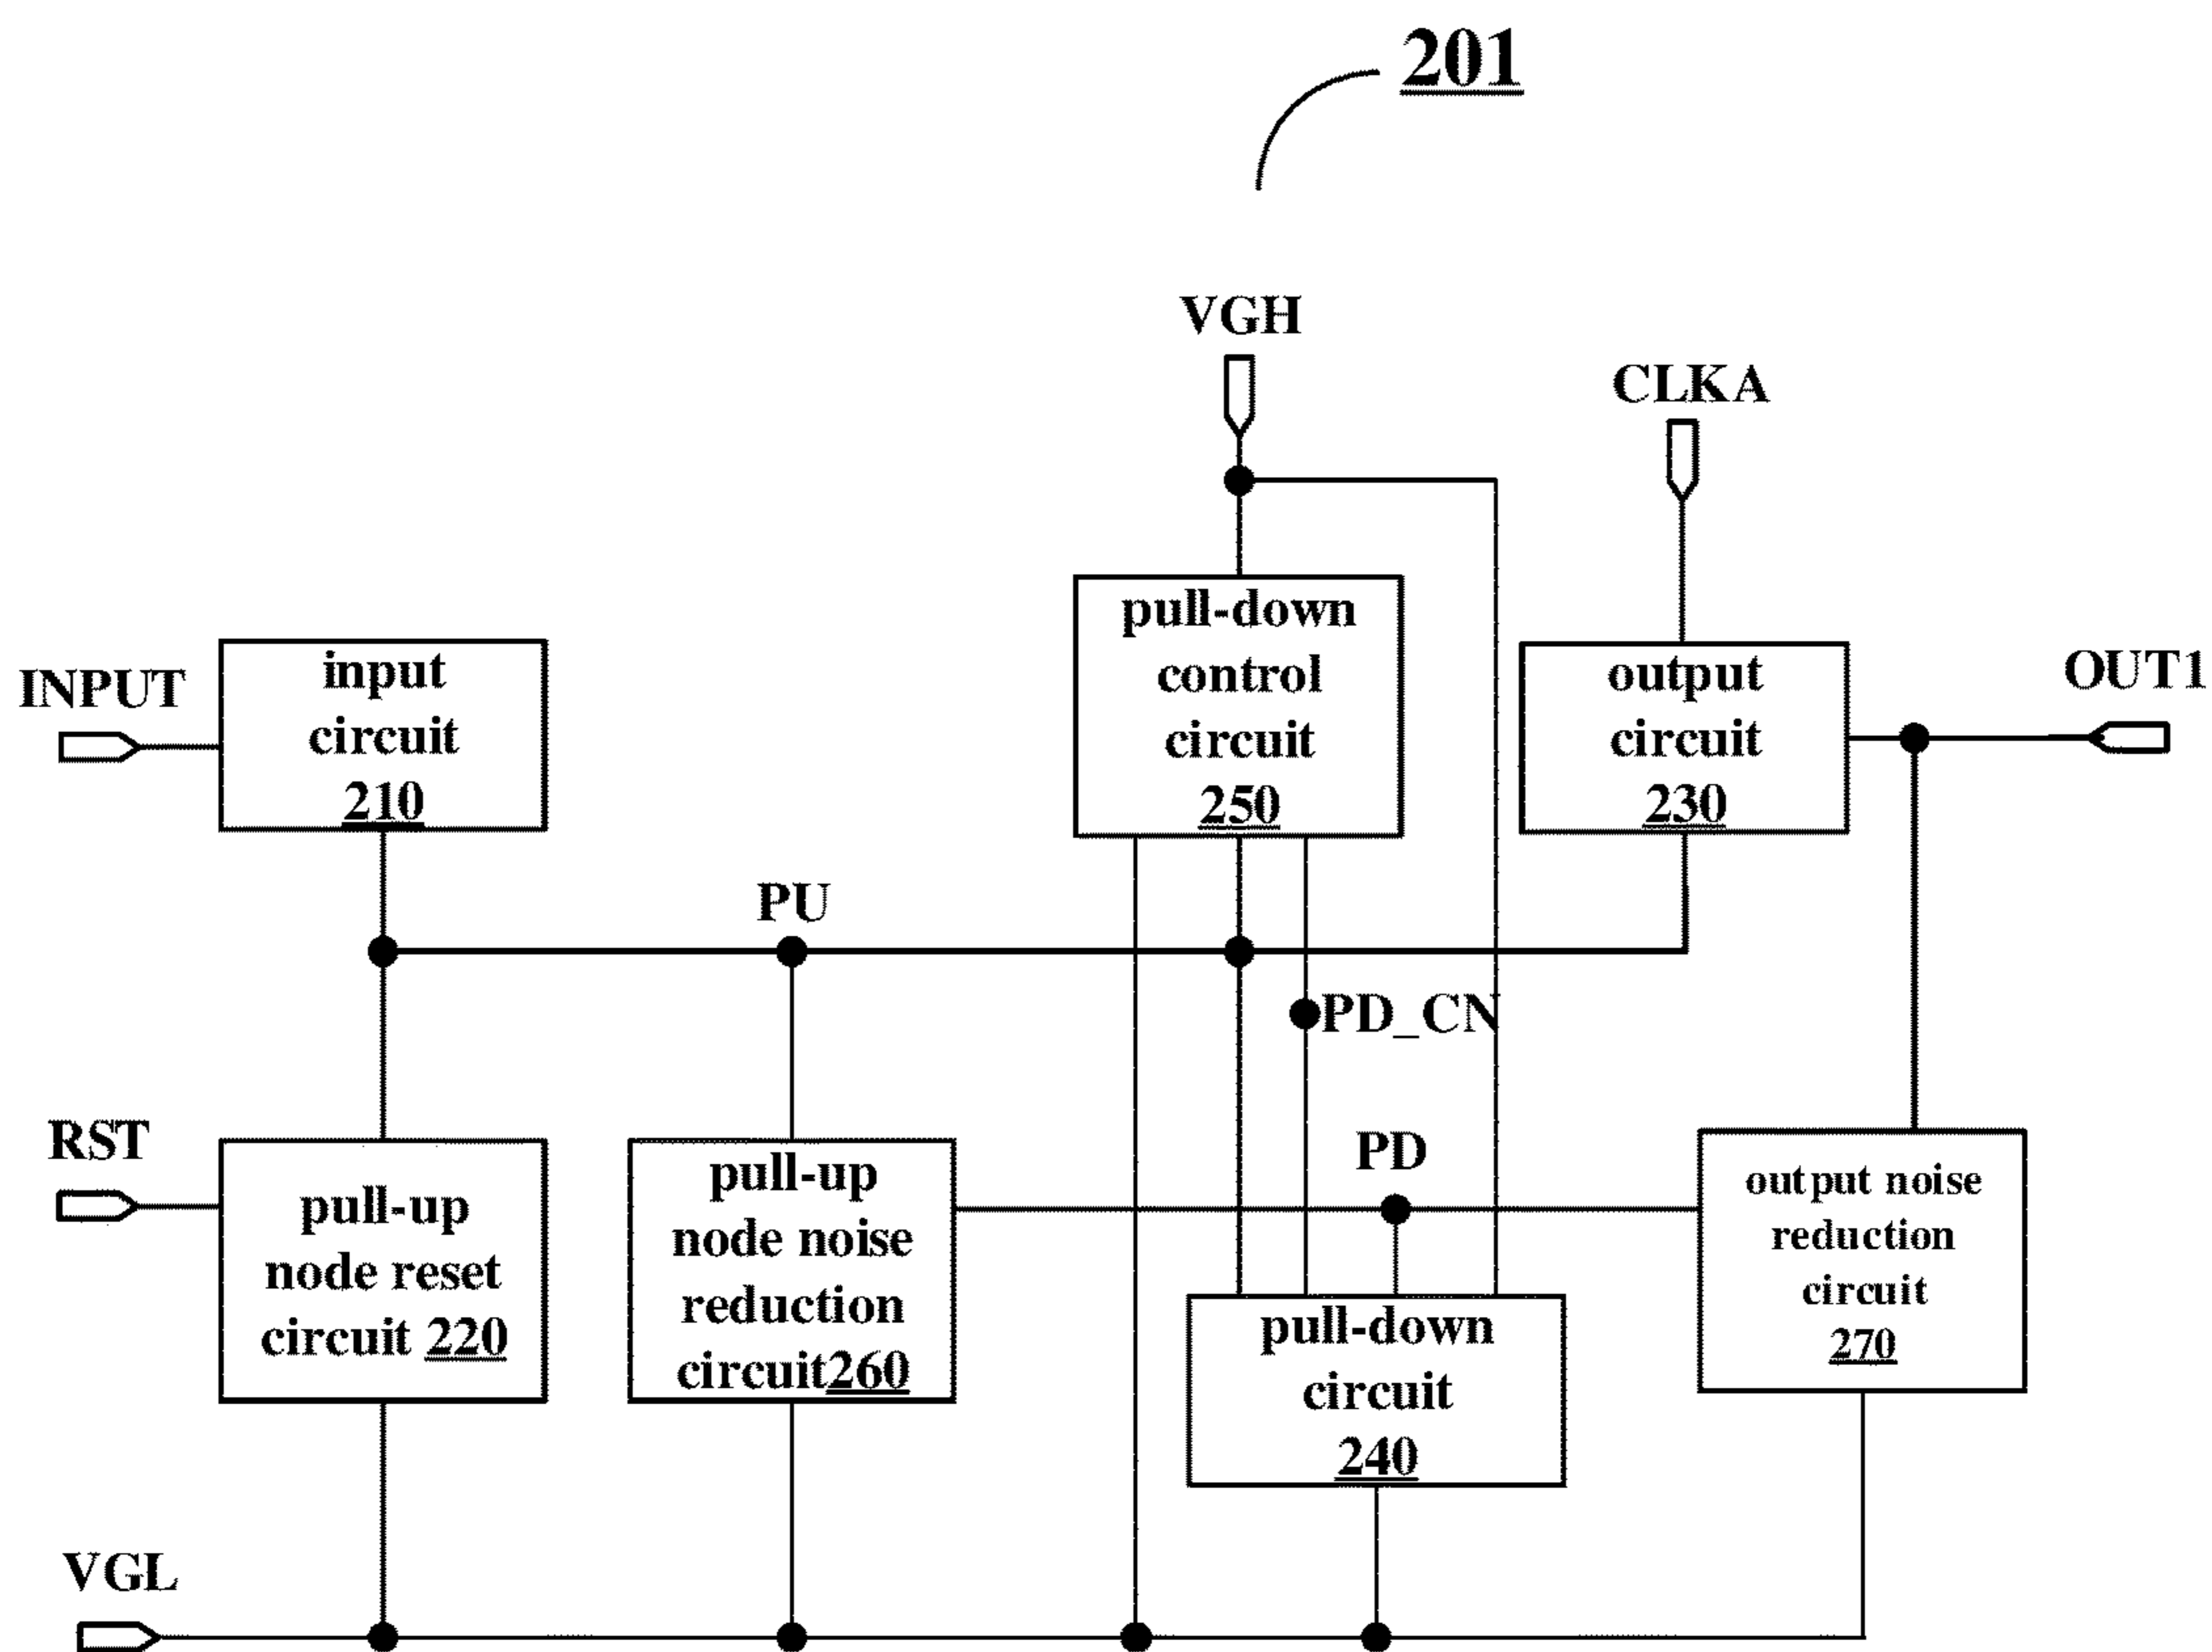 201
VGH
CLKA
INPUT
input
circuit
210
pull-down
control
circuit
250
output
circuit
230
OUT1
PU
PD_CN
RST
pull-up
node reset
circuit 220
pull-up
node noise
reduction
circuit260
PD
pull-down
circuit
240
output noise
reduction
circuit
270
VGL